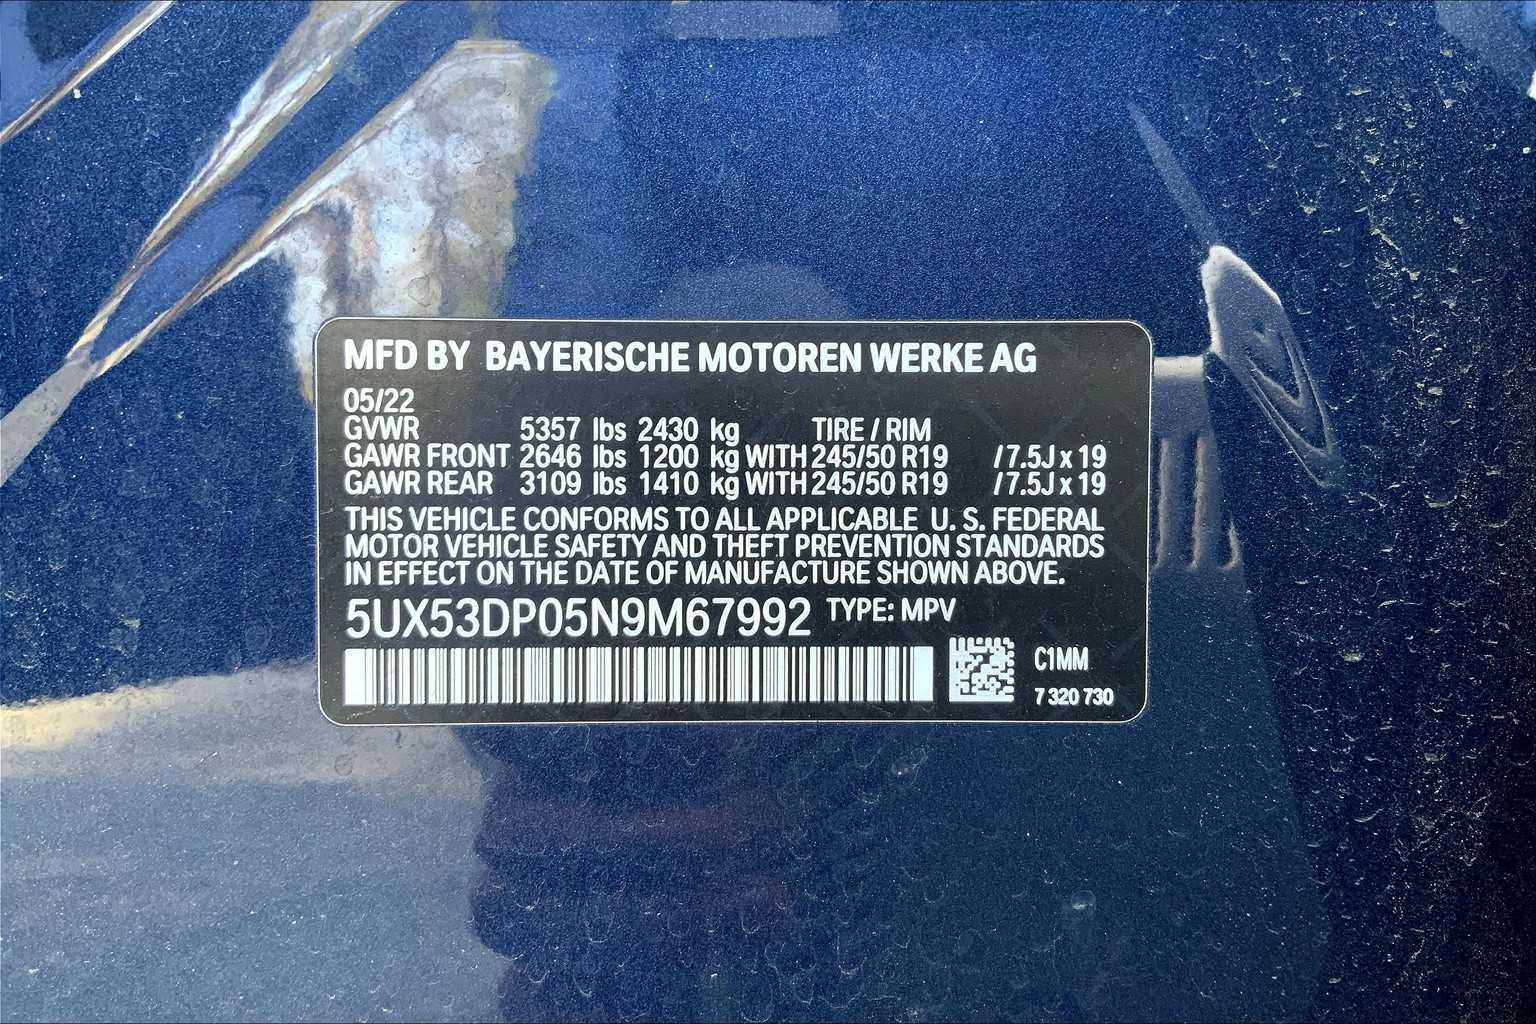 MFD BY BAYERISCHE MOTOREN WERKE AG
05/22
GVWR 5357 lbs 2430 kg TIRE / RIM
GAWR FRONT 2646 lbs 1200 kg WITH 245/50 R19 /7.5J x 19
GAWR REAR 3109 lbs 1410 kg WITH 245/50 R19 /7.5J x 19
THIS VEHICLE CONFORMS TO ALL APPLICABLE U. S. FEDERAL
MOTOR VEHICLE SAFETY AND THEFT PREVENTION STANDARDS
IN EFFECT ON THE DATE OF MANUFACTURE SHOWN ABOVE.
5UX53DP05N9M67992 TYPE: MPV
C1MM
7 320 730